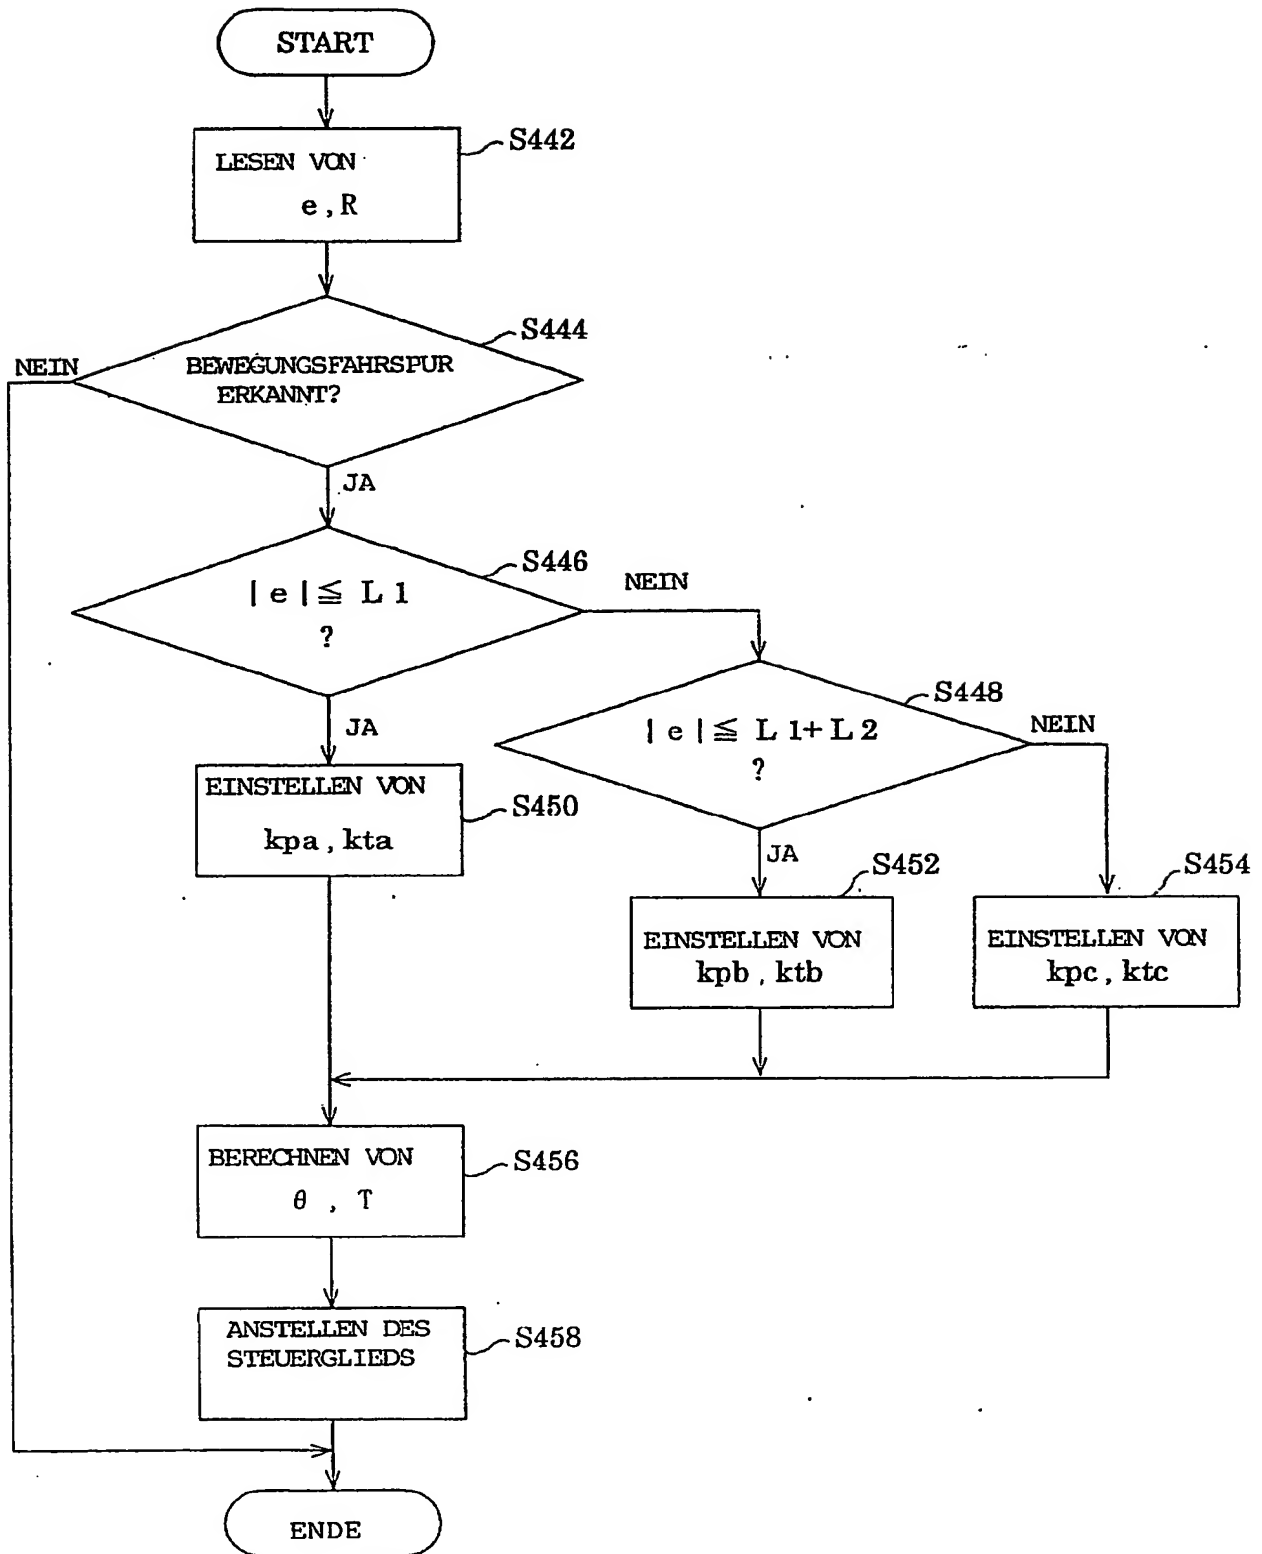 START
S442
LESEN VON
e , R
S444
NEIN
BEWEGUNGSFAHRSPUR
ERKANNT?
JA
S446
NEIN
| e | ≦ L 1
?
S448
JA
NEIN
| e | ≦ L 1+ L 2
?
EINSTELLEN VON
kpa , kta
S450
JA
S452
S454
EINSTELLEN VON
kpb , ktb
EINSTELLEN VON
kpc , ktc
BERECHNEN VON
θ , T
S456
ANSTELLEN DES
STEUERGLIEDS
S458
ENDE